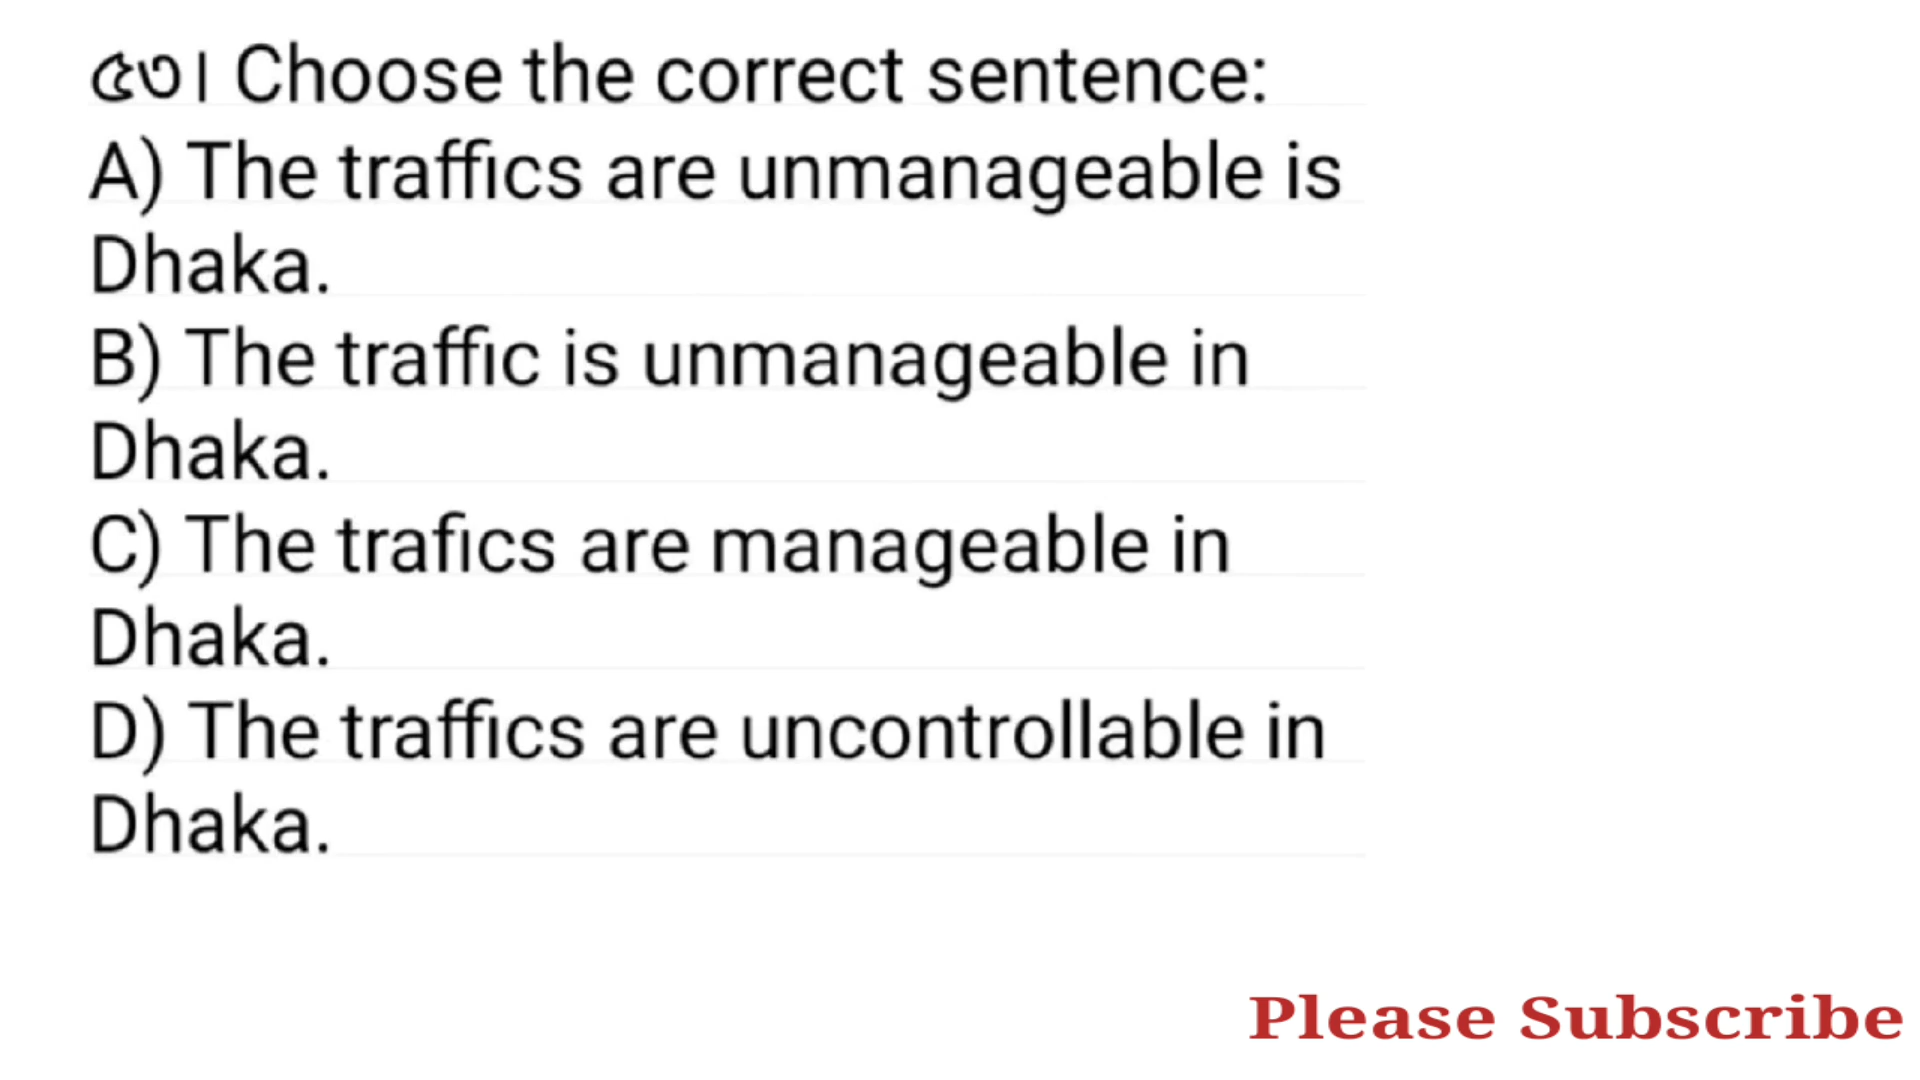 ৫৩। Choose the correct sentence:
A) The traffics are unmanageable is
Dhaka.
B) The traffic is unmanageable in
Dhaka.
C) The trafics are manageable in
Dhaka.
D) The traffics are uncontrollable in
Dhaka.
Please Subscribe